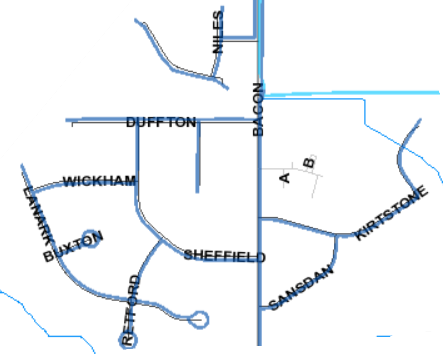 NILES
BACON
DUFFTON
B
A
WICKHAM
LANARK
KIRTSTONE
BUXTON
SHEFFIELD
SANSDAN
RETFORD